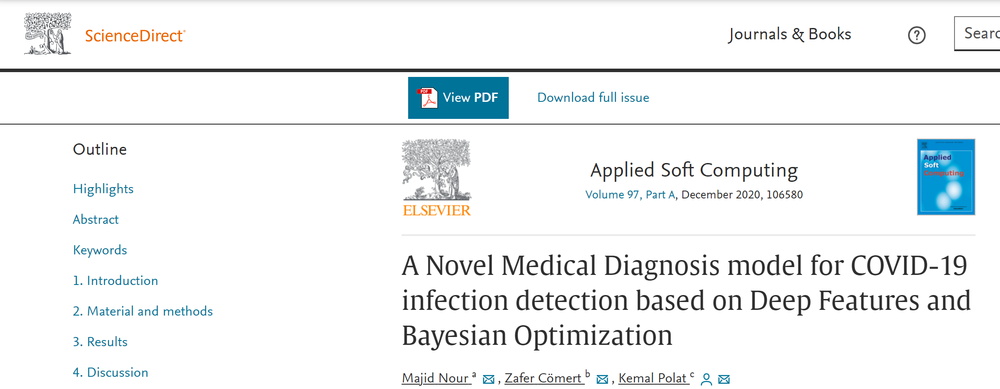 ScienceDirect
Journals & Books
?
Searc
PDF
View PDF
Download full issue
Outline
Highlights
Abstract
Keywords
1. Introduction
2. Material and methods
3. Results
4. Discussion
NON SOLUS
ELSEVIER
Applied Soft Computing
Volume 97, Part A, December 2020, 106580
Applied
Soft
Computing
A Novel Medical Diagnosis model for COVID-19
infection detection based on Deep Features and
Bayesian Optimization
Majid Nour a , Zafer Cömert b , Kemal Polat c